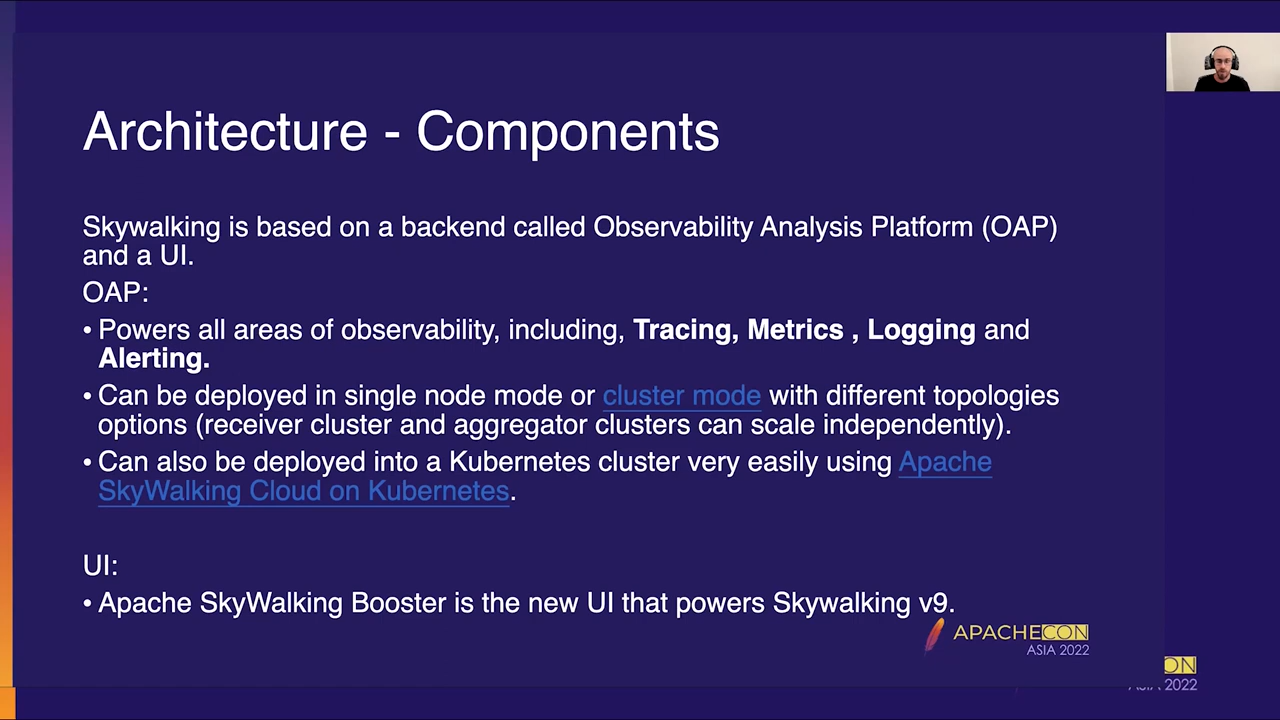 Architecture - Components
Skywalking is based on a backend called Observability Analysis Platform (OAP)
and a UI.
OAP:
• Powers all areas of observability, including, Tracing, Metrics , Logging and
Alerting.
• Can be deployed in single node mode or cluster mode with different topologies
options (receiver cluster and aggregator clusters can scale independently).
• Can also be deployed into a Kubernetes cluster very easily using Apache
SkyWalking Cloud on Kubernetes.
UI:
• Apache SkyWalking Booster is the new UI that powers Skywalking v9.
APACHECON
ASIA 2022
ON
ASIA 2022